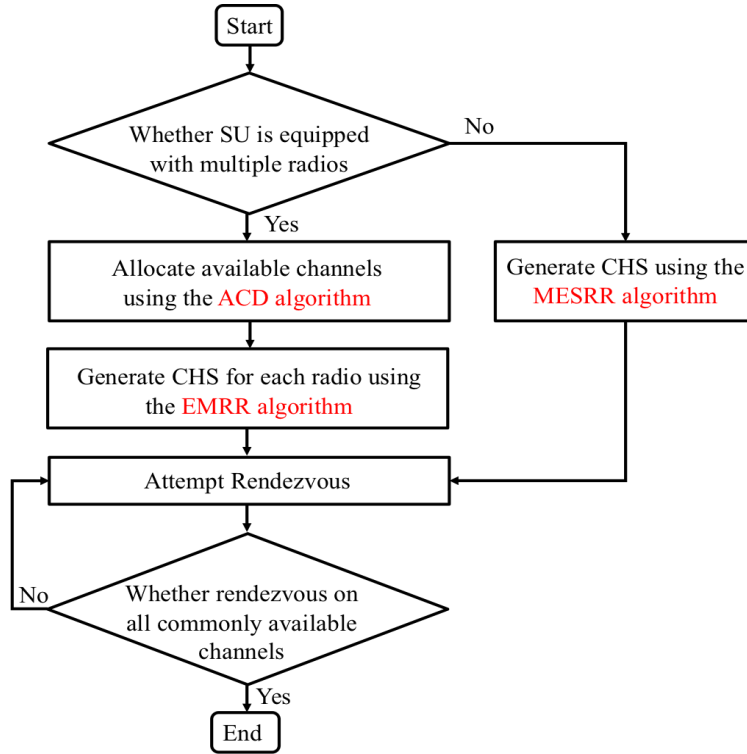 Start
Whether SU is equipped
with multiple radios
No
Yes
Allocate available channels
using the ACD algorithm
Generate CHS using the
MESRR algorithm
Generate CHS for each radio using
the EMRR algorithm
Attempt Rendezvous
No
Whether rendezvous on
all commonly available
channels
Yes
End